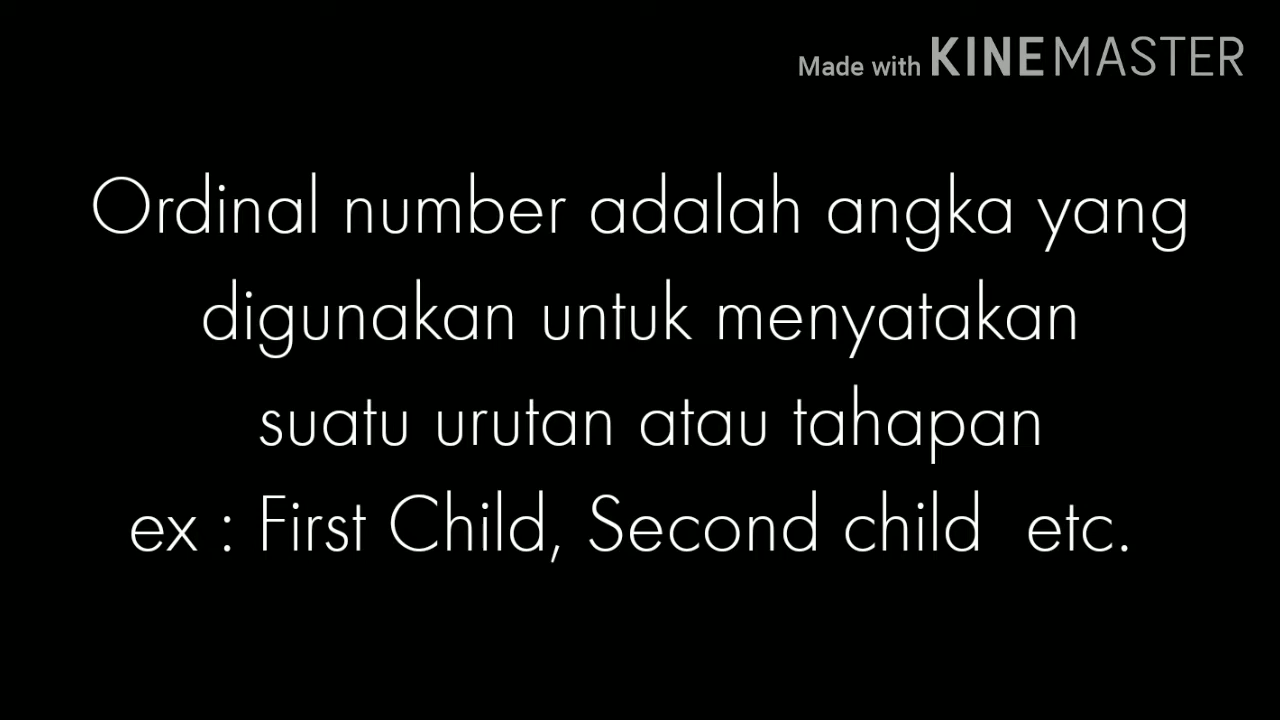 Made with KINEMASTER
Ordinal number adalah angka yang
digunakan untuk menyatakan
suatu urutan atau tahapan
ex : First Child, Second child etc.